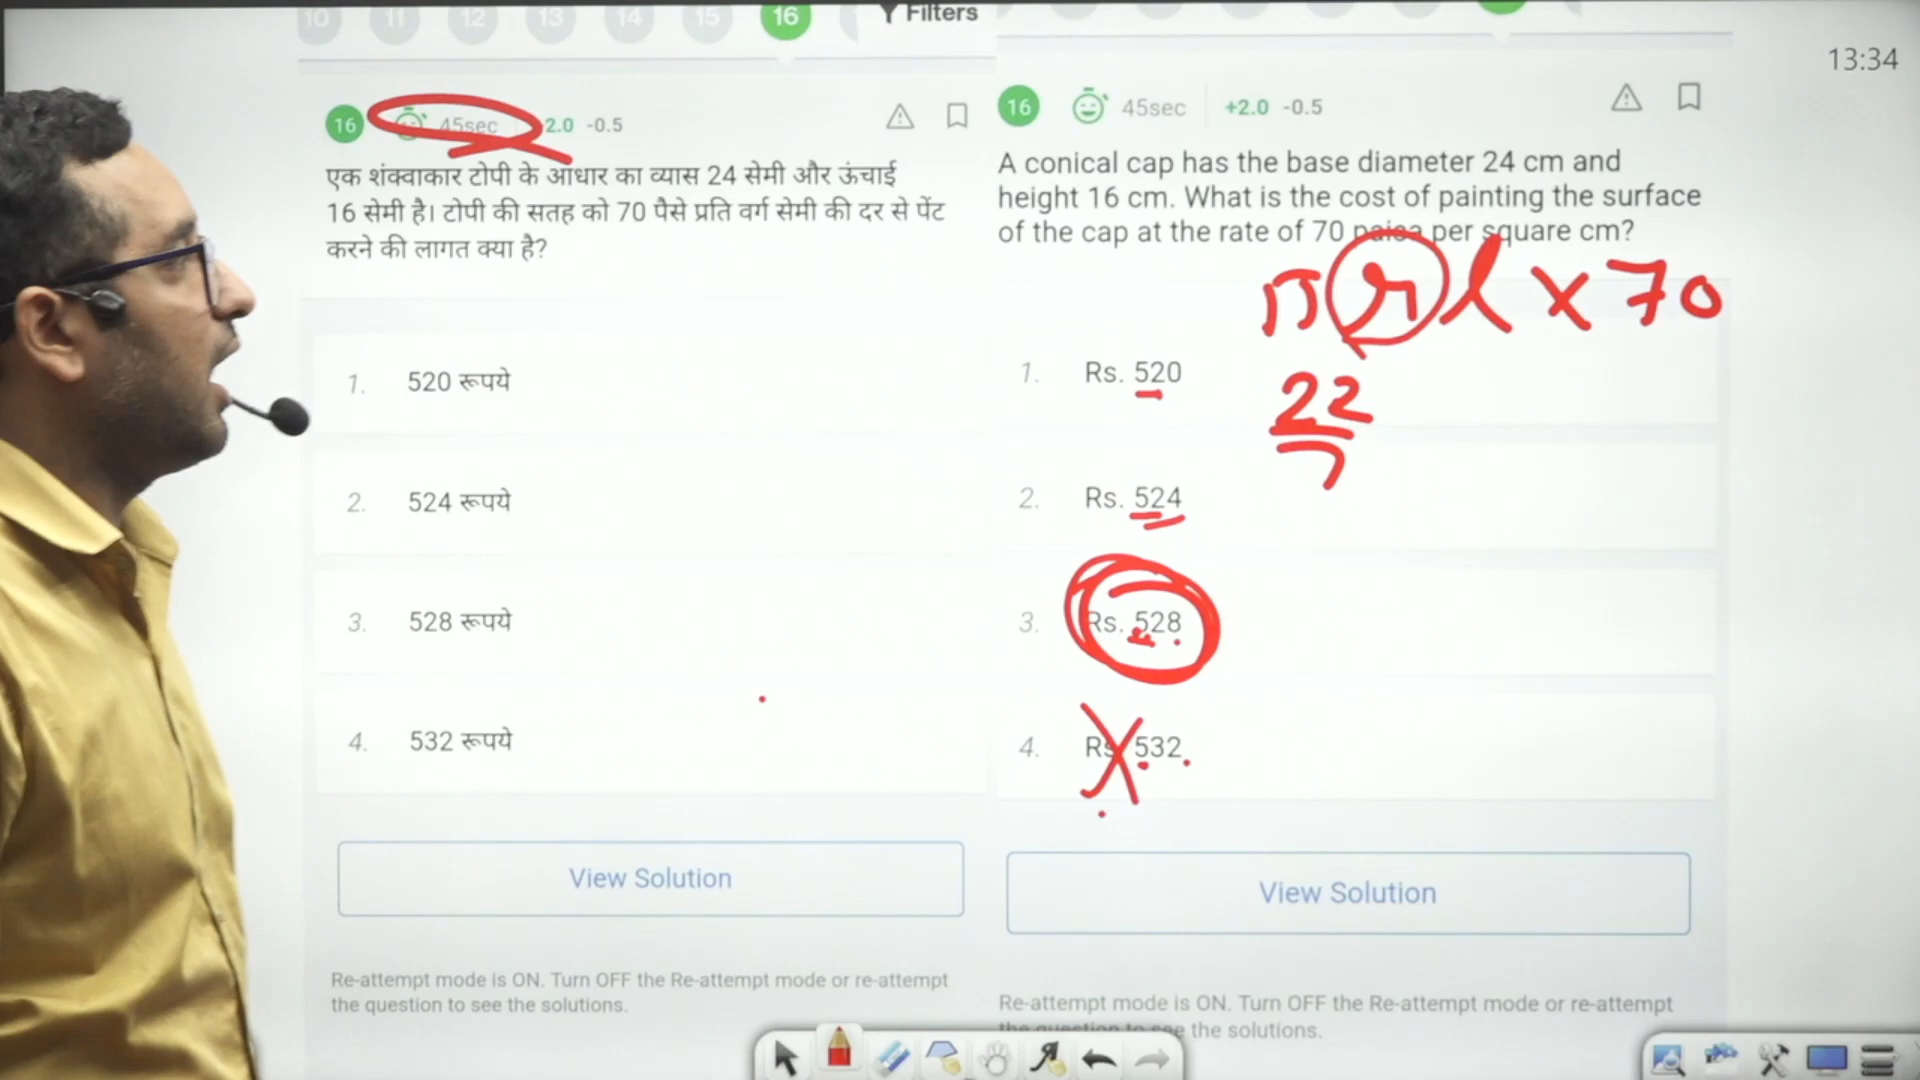 10 11 12 13 14 15 16 Filters
13:34
16 45sec 2.0 -0.5
एक शंक्वाकार टोपी के आधार का व्यास 24 सेमी और ऊंचाई
16 सेमी है। टोपी की सतह को 70 पैसे प्रति वर्ग सेमी की दर से पेंट
करने की लागत क्या है?
1. 520 रूपये
2. 524 रूपये
3. 528 रूपये
4. 532 रूपये
View Solution
Re-attempt mode is ON. Turn OFF the Re-attempt mode or re-attempt
the question to see the solutions.
16 45sec +2.0 -0.5
A conical cap has the base diameter 24 cm and
height 16 cm. What is the cost of painting the surface
of the cap at the rate of 70 paisa per square cm?
π r l × 70
22
7
1. Rs. 520
2. Rs. 524
3. Rs. 528
4. Rs. 532
View Solution
Re-attempt mode is ON. Turn OFF the Re-attempt mode or re-attempt
the question to see the solutions.